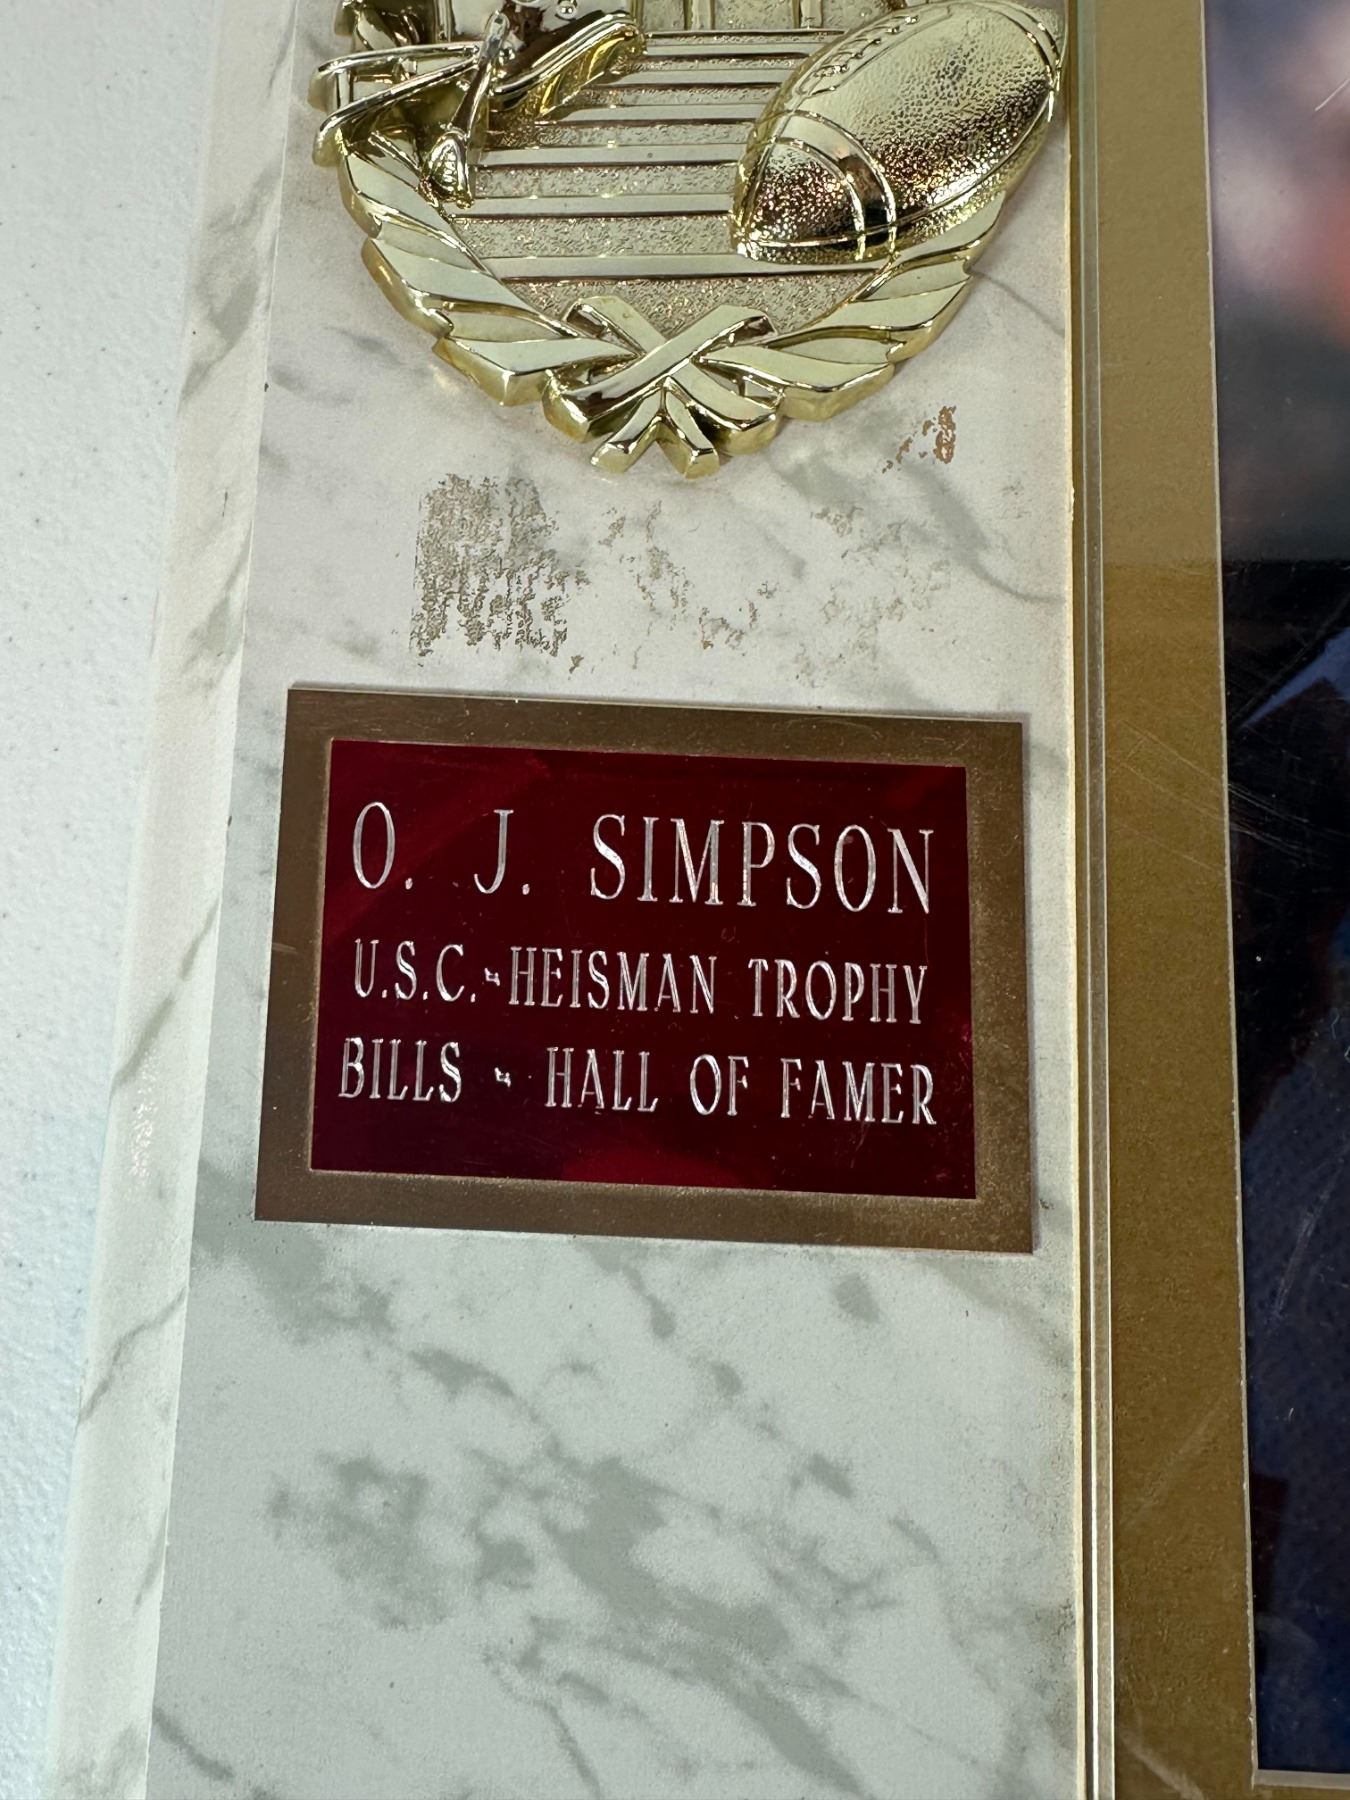 O. J. SIMPSON
U.S.C.-HEISMAN TROPHY
BILLS - HALL OF FAMER